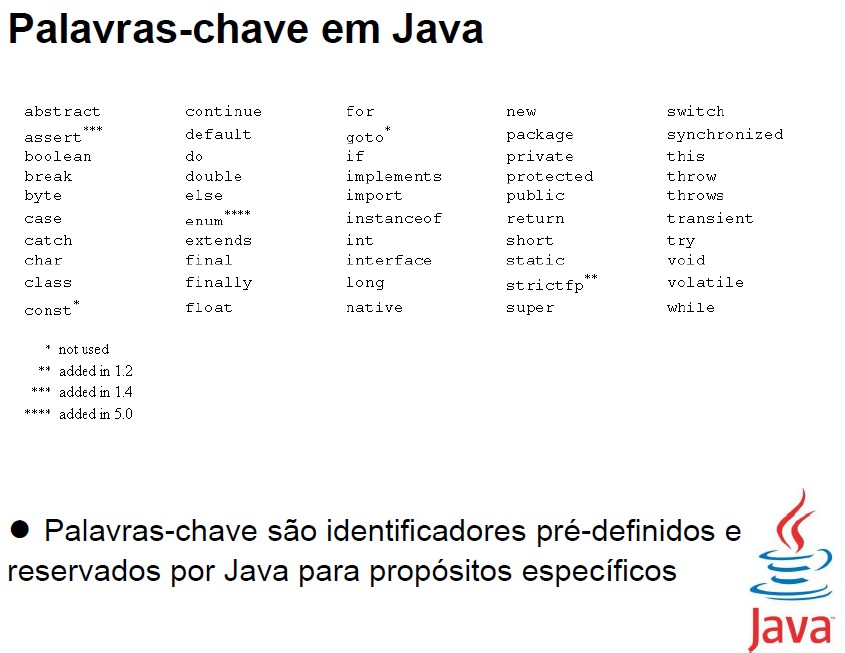 Palavras-chave em Java
abstract continue for new switch
assert*** default goto* package synchronized
boolean do if private this
break double implements protected throw
byte else import public throws
case enum**** instanceof return transient
catch extends int short try
char final interface static void
class finally long strictfp** volatile
const* float native super while
* not used
** added in 1.2
*** added in 1.4
**** added in 5.0
● Palavras-chave são identificadores pré-definidos e
reservados por Java para propósitos específicos
Java™